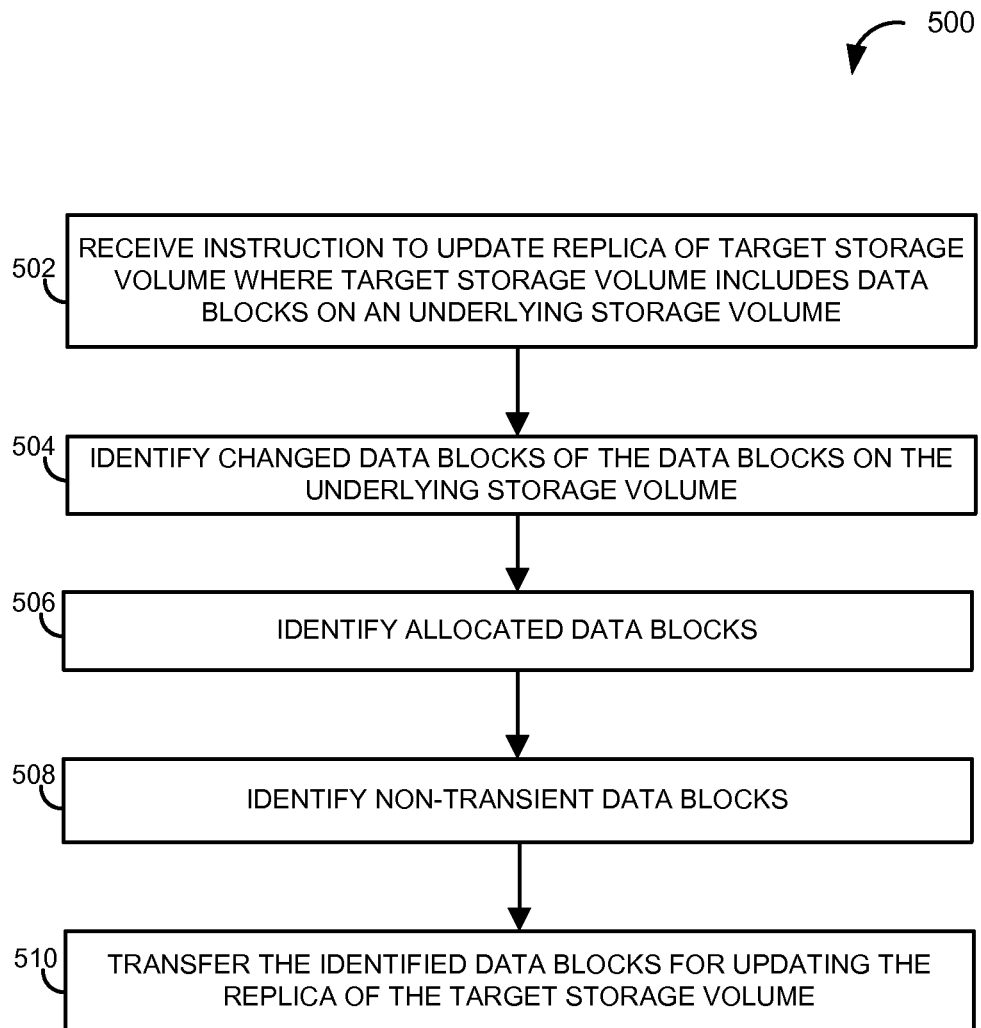 500
502
RECEIVE INSTRUCTION TO UPDATE REPLICA OF TARGET STORAGE
VOLUME WHERE TARGET STORAGE VOLUME INCLUDES DATA
BLOCKS ON AN UNDERLYING STORAGE VOLUME
504
IDENTIFY CHANGED DATA BLOCKS OF THE DATA BLOCKS ON THE
UNDERLYING STORAGE VOLUME
506
IDENTIFY ALLOCATED DATA BLOCKS
508
IDENTIFY NON-TRANSIENT DATA BLOCKS
510
TRANSFER THE IDENTIFIED DATA BLOCKS FOR UPDATING THE
REPLICA OF THE TARGET STORAGE VOLUME